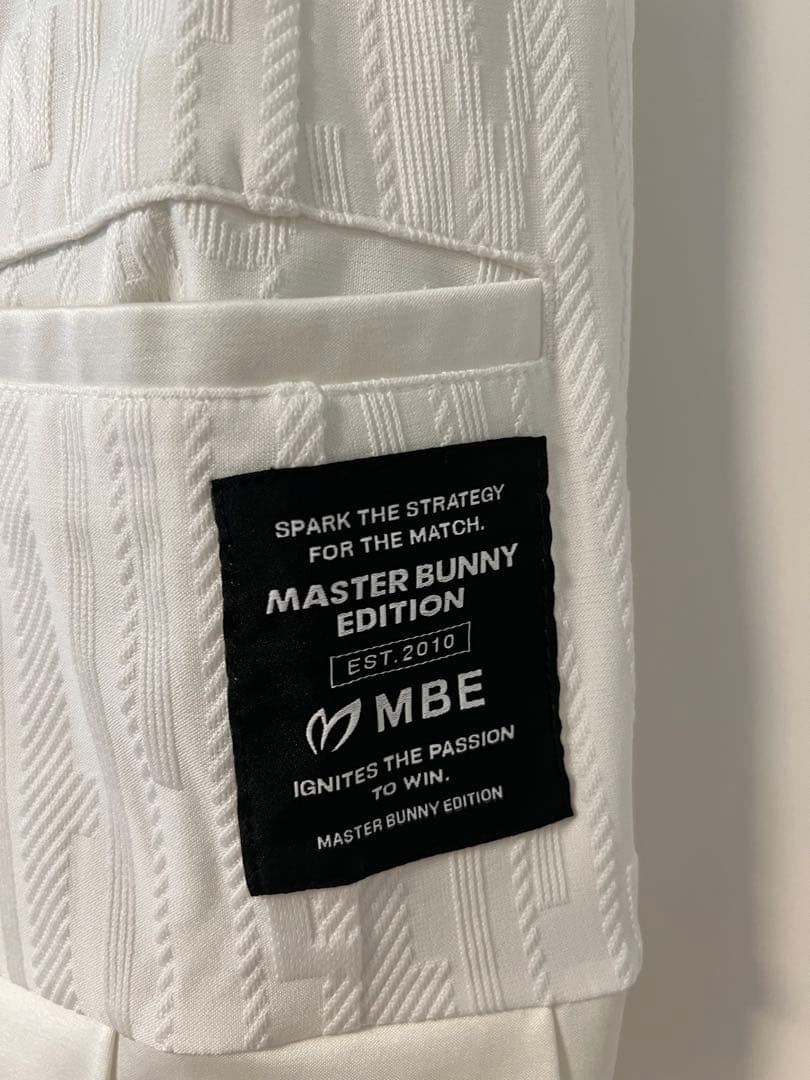 SPARK THE STRATEGY
FOR THE MATCH.
MASTER BUNNY
EDITION
EST.2010
MBE
IGNITES THE PASSION
TO WIN.
MASTER BUNNY EDITION